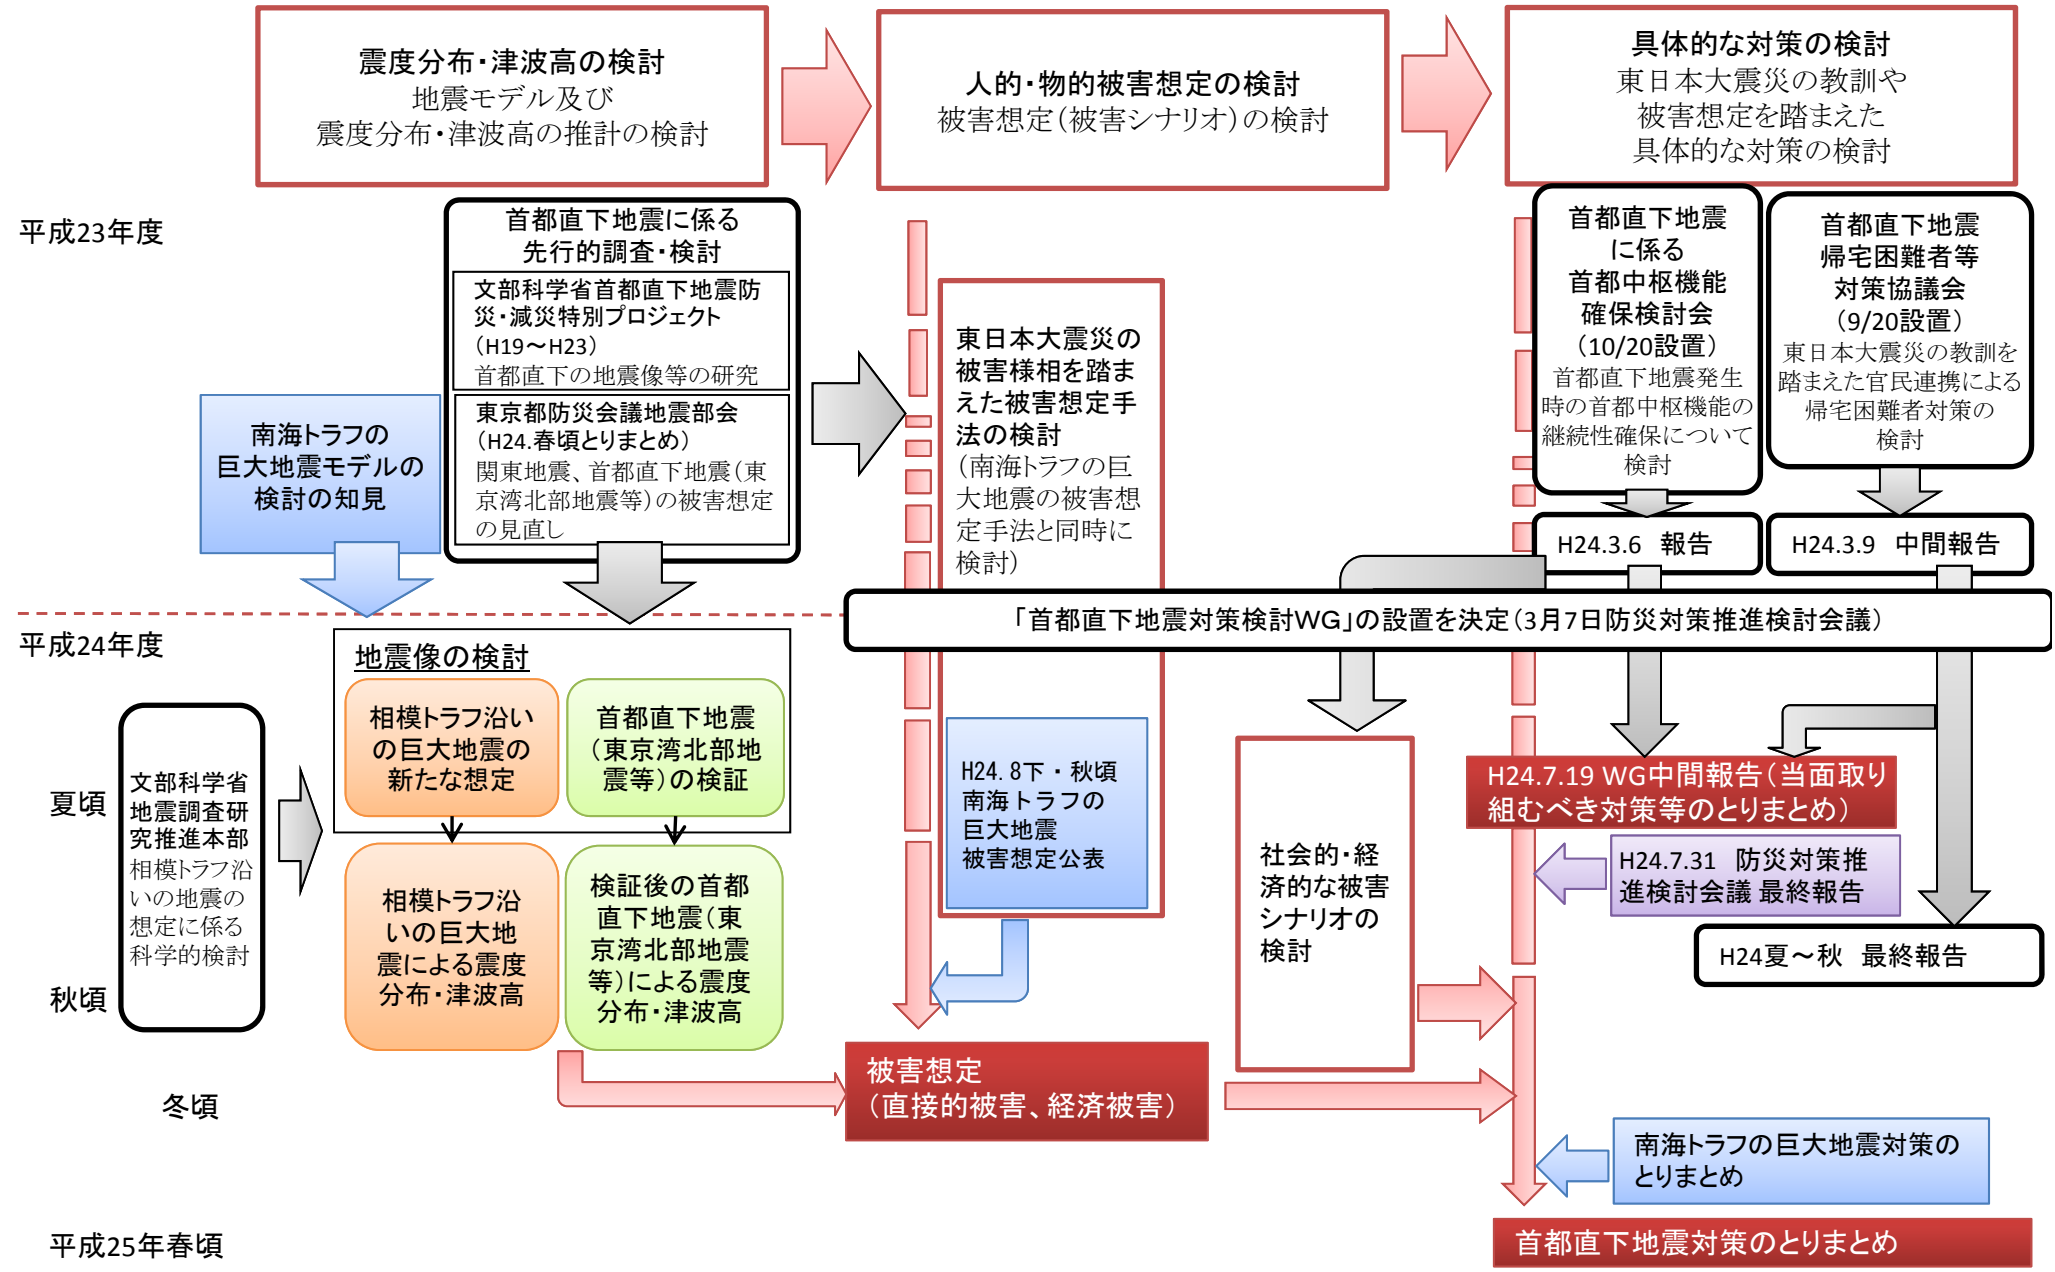 震度分布・津波高の検討
地震モデル及び
震度分布・津波高の推計の検討
人的・物的被害想定の検討
被害想定（被害シナリオ）の検討
具体的な対策の検討
東日本大震災の教訓や
被害想定を踏まえた
具体的な対策の検討
平成23年度
首都直下地震に係る
先行的調査・検討
文部科学省首都直下地震防
災・減災特別プロジェクト
（H19～H23）
首都直下の地震像等の研究
東京都防災会議地震部会
（H24.春頃とりまとめ）
関東地震、首都直下地震（東
京湾北部地震等）の被害想定
の見直し
南海トラフの
巨大地震モデルの
検討の知見
東日本大震災の
被害様相を踏ま
えた被害想定手
法の検討
（南海トラフの巨
大地震の被害想
定手法と同時に
検討）
首都直下地震
に係る
首都中枢機能
確保検討会
（10/20設置）
首都直下地震発生
時の首都中枢機能の
継続性確保について
検討
首都直下地震
帰宅困難者等
対策協議会
（9/20設置）
東日本大震災の教訓を
踏まえた官民連携による
帰宅困難者対策の
検討
H24.3.6 報告
H24.3.9 中間報告
「首都直下地震対策検討WG」の設置を決定（3月7日防災対策推進検討会議）
平成24年度
地震像の検討
相模トラフ沿い
の巨大地震の
新たな想定
首都直下地震
（東京湾北部地
震等）の検証
夏頃
文部科学省
地震調査研
究推進本部
相模トラフ沿
いの地震の
想定に係る
科学的検討
秋頃
相模トラフ沿
いの巨大地
震による震度
分布・津波高
検証後の首都
直下地震（東
京湾北部地震
等）による震度
分布・津波高
H24.8下・秋頃
南海トラフの
巨大地震
被害想定公表
社会的・経
済的な被害
シナリオの
検討
H24.7.19 WG中間報告（当面取り
組むべき対策等のとりまとめ）
H24.7.31 防災対策推
進検討会議 最終報告
H24夏～秋 最終報告
冬頃
被害想定
（直接的被害、経済被害）
南海トラフの巨大地震対策の
とりまとめ
平成25年春頃
首都直下地震対策のとりまとめ